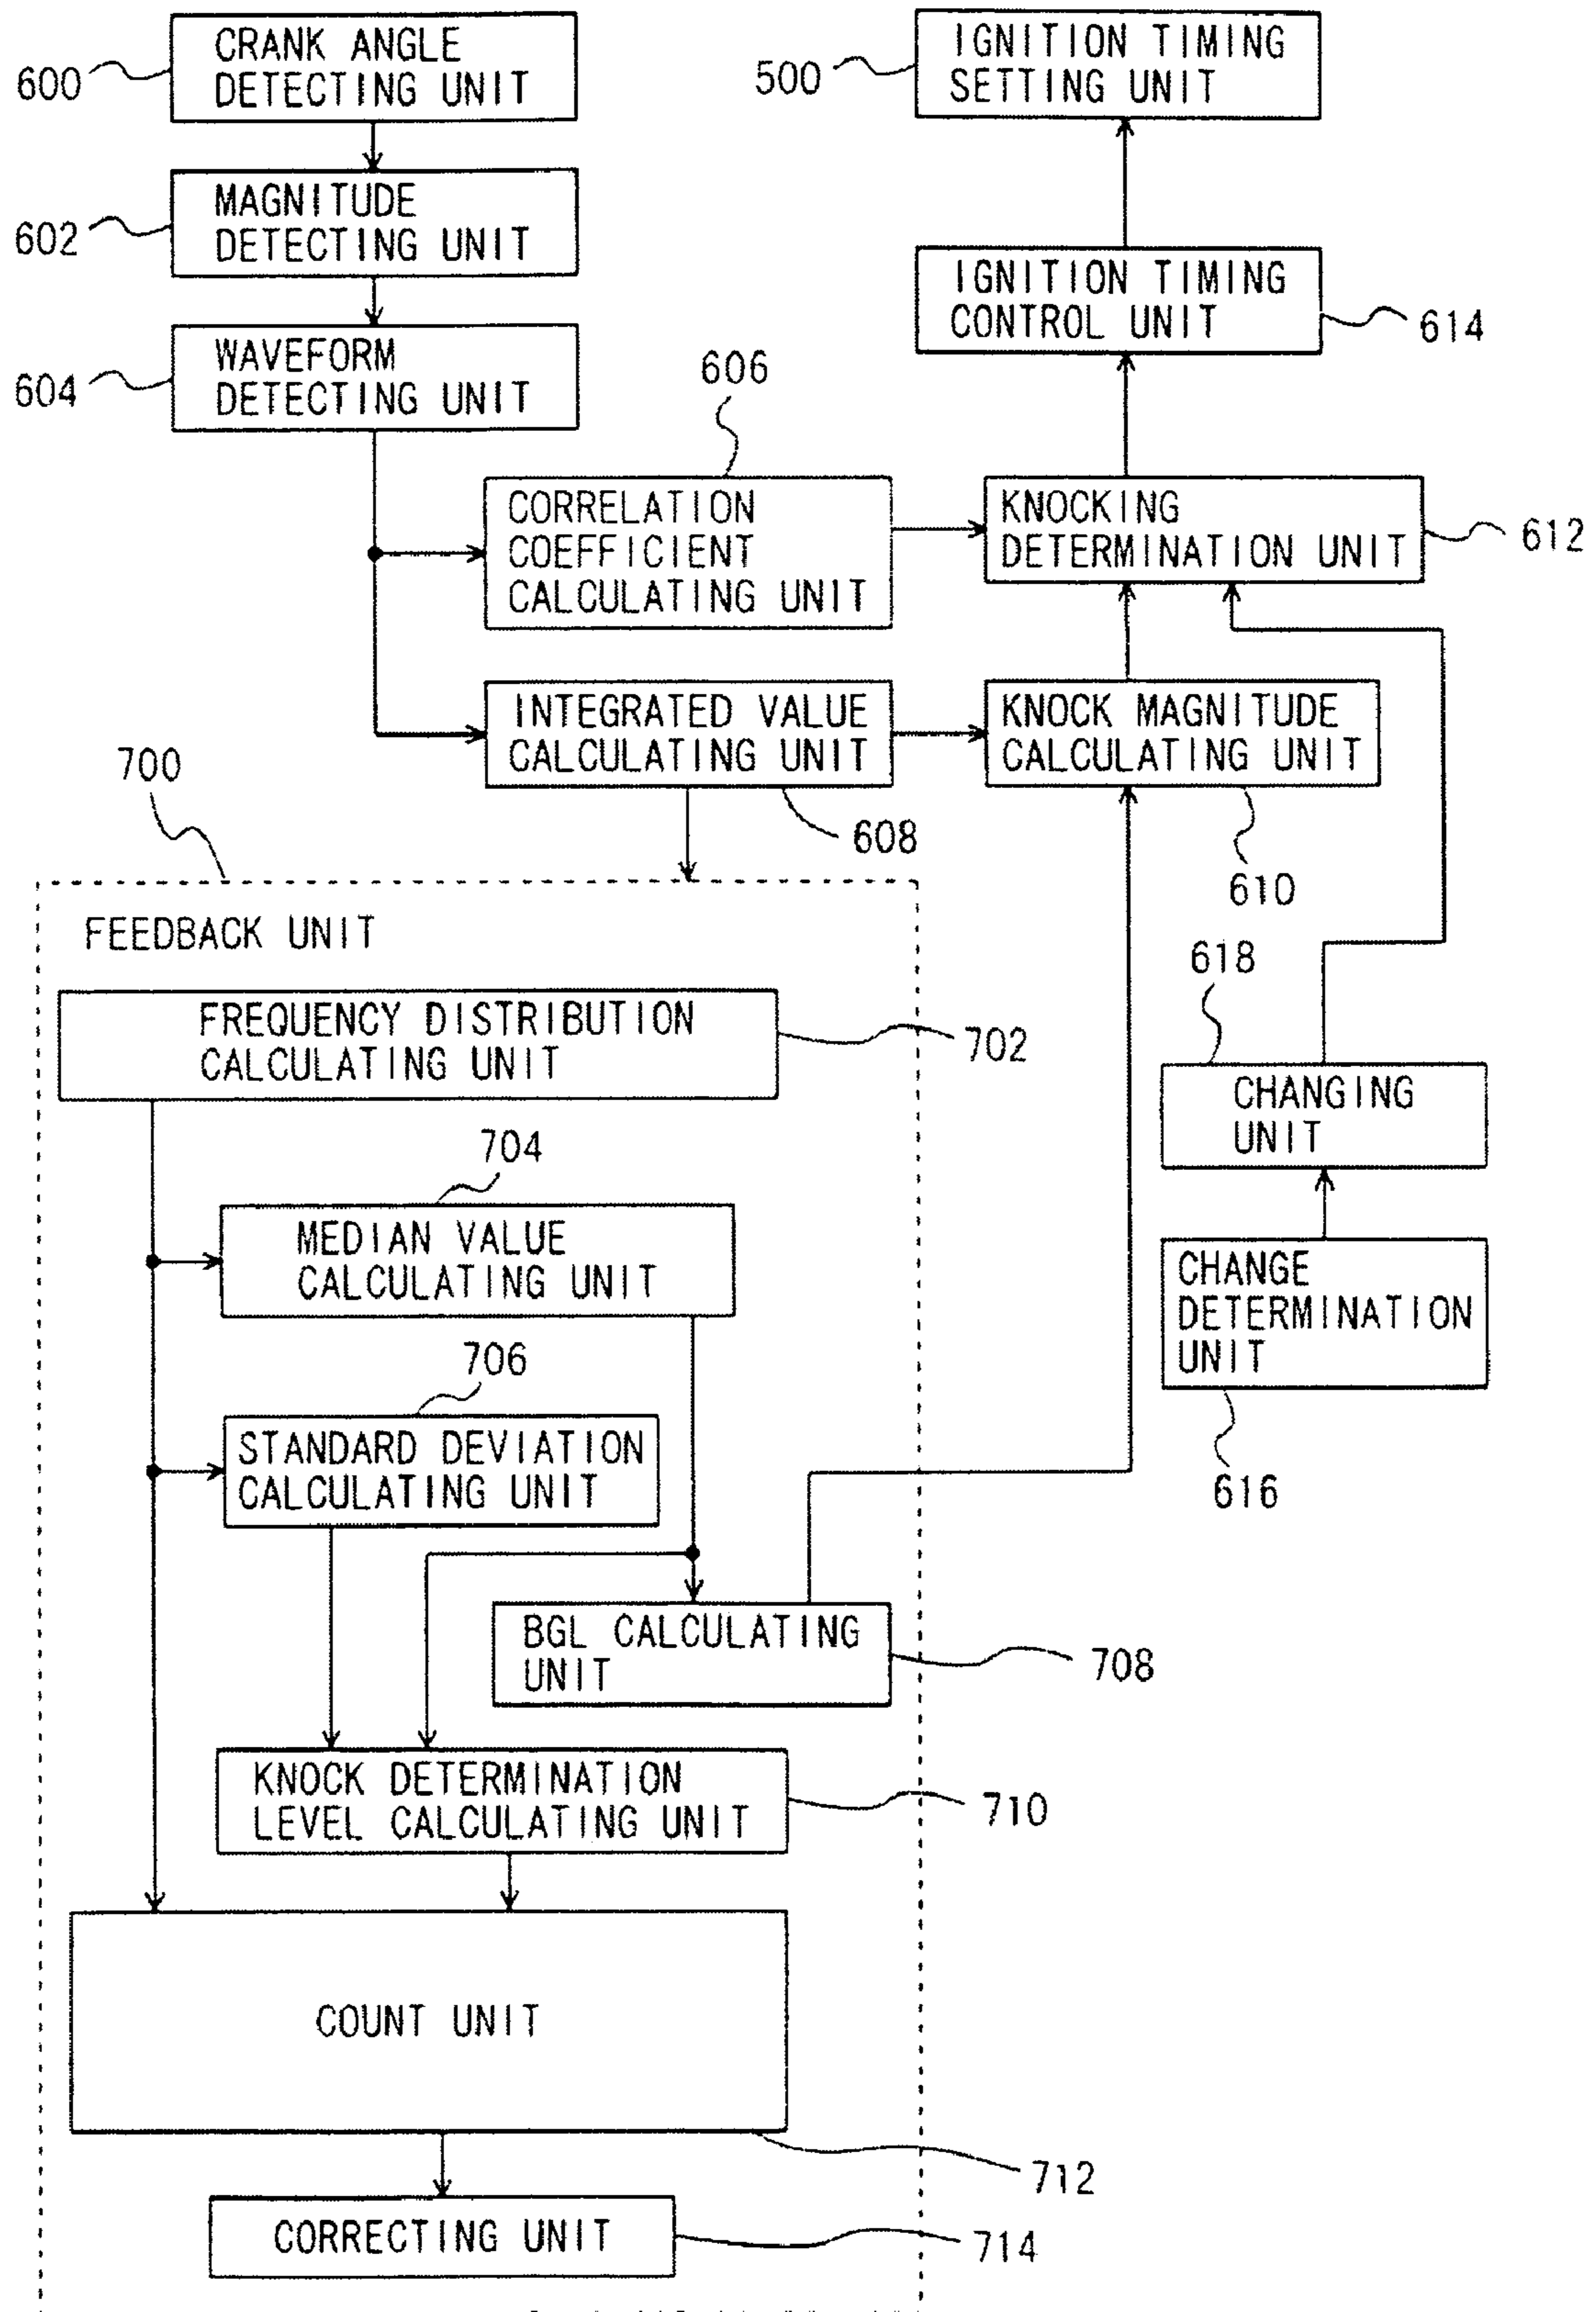 CRANK ANGLE
DETECTING UNIT
600
IGNITION TIMING
SETTING UNIT
500
MAGNITUDE
DETECTING UNIT
602
IGNITION TIMING
CONTROL UNIT
614
WAVEFORM
DETECTING UNIT
604
606
CORRELATION
COEFFICIENT
CALCULATING UNIT
KNOCKING
DETERMINATION UNIT
612
INTEGRATED VALUE
CALCULATING UNIT
608
KNOCK MAGNITUDE
CALCULATING UNIT
610
700
FEEDBACK UNIT
FREQUENCY DISTRIBUTION
CALCULATING UNIT
702
618
CHANGING
UNIT
704
MEDIAN VALUE
CALCULATING UNIT
CHANGE
DETERMINATION
UNIT
616
706
STANDARD DEVIATION
CALCULATING UNIT
BGL CALCULATING
UNIT
708
KNOCK DETERMINATION
LEVEL CALCULATING UNIT
710
COUNT UNIT
712
CORRECTING UNIT
714